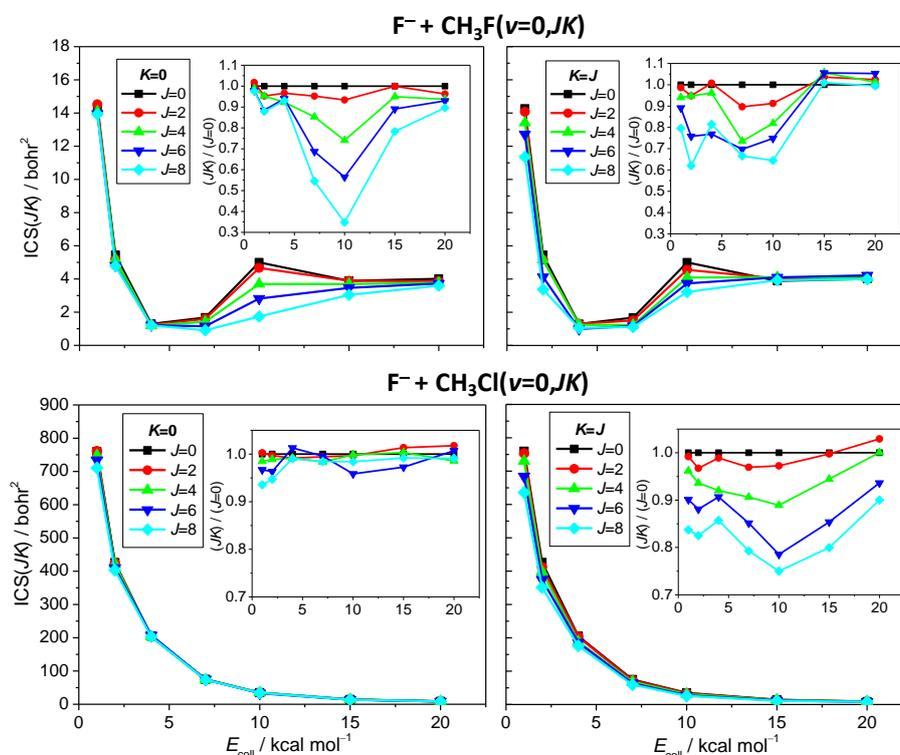 F⁻ + CH₃F(v=0,JK)
18
16
14
12
10
8
6
4
2
0
ICS(JK) / bohr²
K=0
J=0
J=2
J=4
J=6
J=8
1.1
1.0
0.9
0.8
0.7
0.6
0.5
0.4
0.3
(JK) / (J=0)
0 5 10 15 20
K=J
J=0
J=2
J=4
J=6
J=8
1.1
1.0
0.9
0.8
0.7
0.6
0.5
0.4
0.3
(JK) / (J=0)
0 5 10 15 20
F⁻ + CH₃Cl(v=0,JK)
900
800
700
600
500
400
300
200
100
0
ICS(JK) / bohr²
K=0
J=0
J=2
J=4
J=6
J=8
1.0
0.9
0.8
0.7
(JK) / (J=0)
0 5 10 15 20
K=J
J=0
J=2
J=4
J=6
J=8
1.0
0.9
0.8
0.7
(JK) / (J=0)
0 5 10 15 20
0 5 10 15 20
0 5 10 15 20
E coll / kcal mol⁻¹
E coll / kcal mol⁻¹